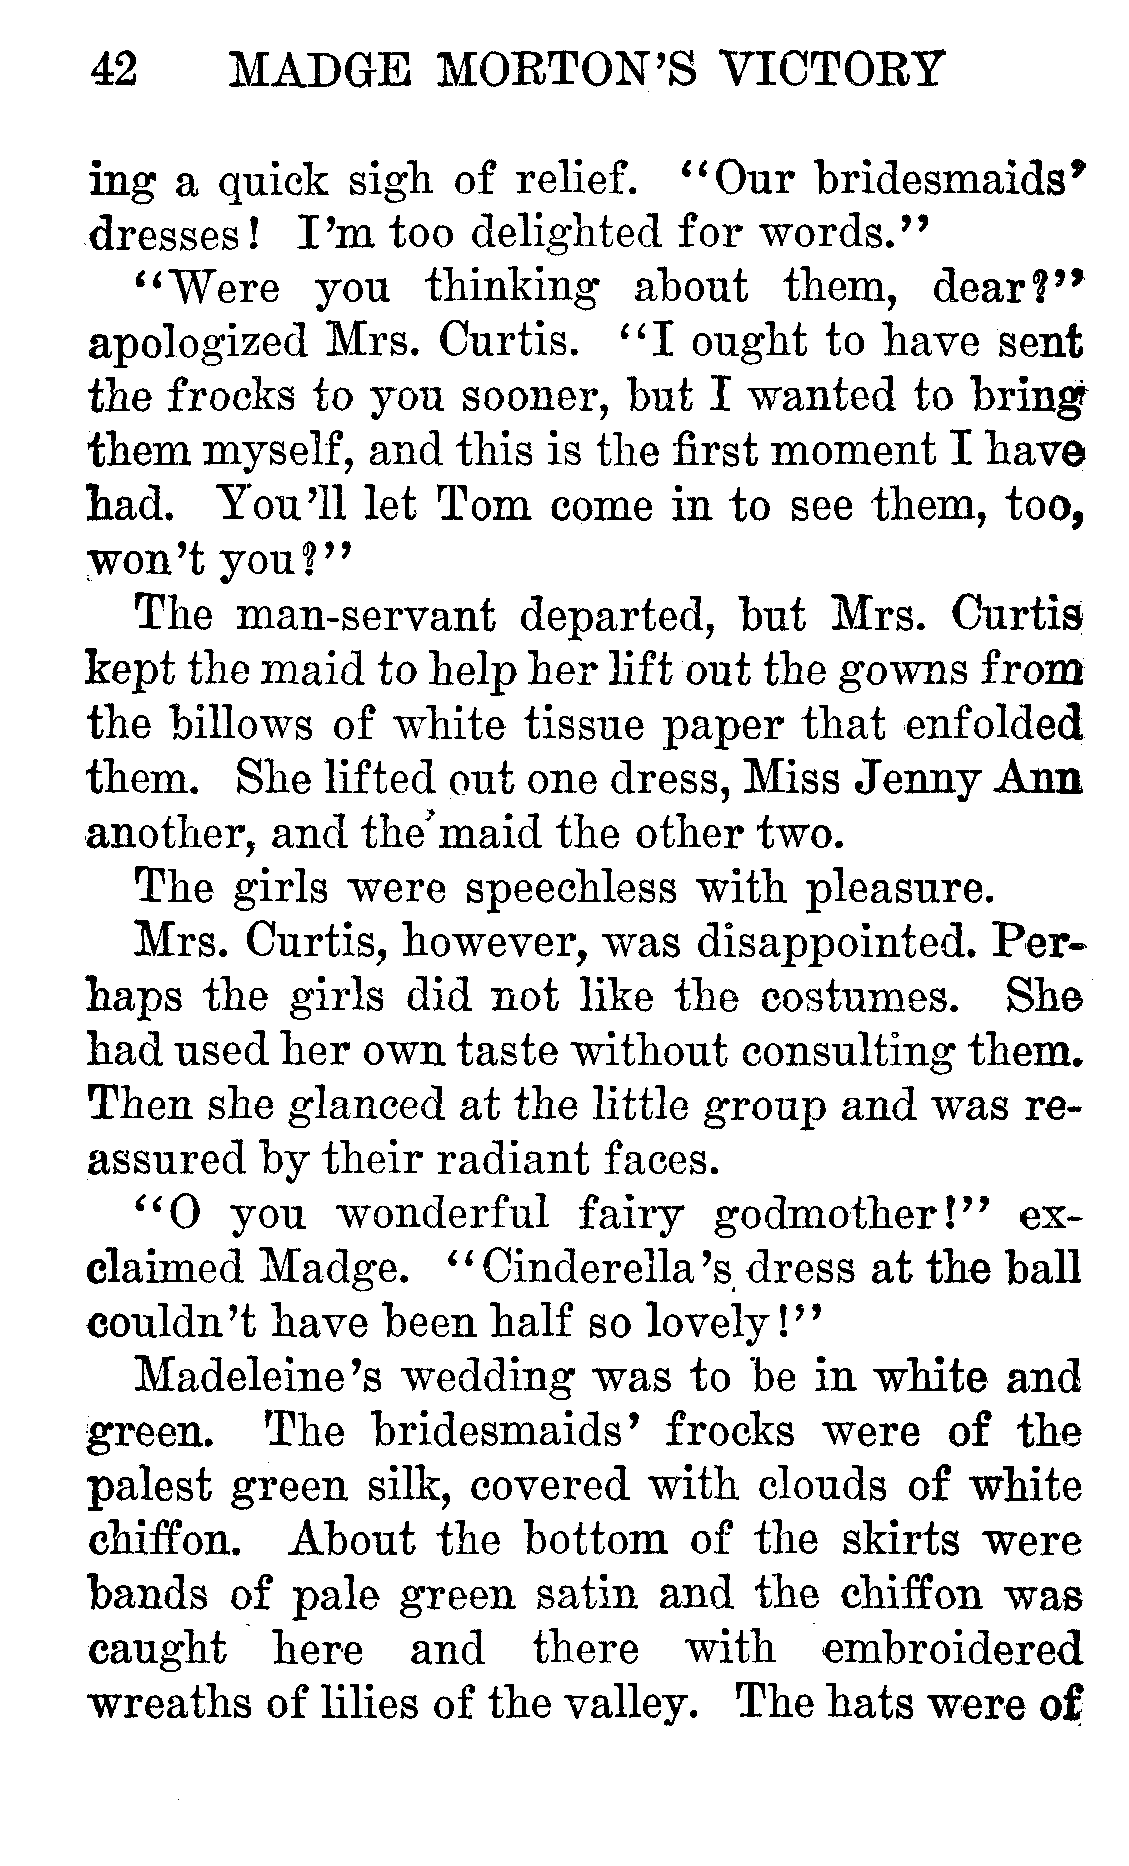 42 MADGE MORTON'S VICTORY
ing a quick sigh of relief. "Our bridesmaids'
dresses! I'm too delighted for words."
"Were you thinking about them, dear?"
apologized Mrs. Curtis. "I ought to have sent
the frocks to you sooner, but I wanted to bring
them myself, and this is the first moment I have
had. You'll let Tom come in to see them, too,
won't you?"
The man-servant departed, but Mrs. Curtis
kept the maid to help her lift out the gowns from
the billows of white tissue paper that enfolded
them. She lifted out one dress, Miss Jenny Ann
another, and the maid the other two.
The girls were speechless with pleasure.
Mrs. Curtis, however, was disappointed. Per-
haps the girls did not like the costumes. She
had used her own taste without consulting them.
Then she glanced at the little group and was re-
assured by their radiant faces.
"O you wonderful fairy godmother!" ex-
claimed Madge. "Cinderella's dress at the ball
couldn't have been half so lovely!"
Madeleine's wedding was to be in white and
green. The bridesmaids' frocks were of the
palest green silk, covered with clouds of white
chiffon. About the bottom of the skirts were
bands of pale green satin and the chiffon was
caught here and there with embroidered
wreaths of lilies of the valley. The hats were of